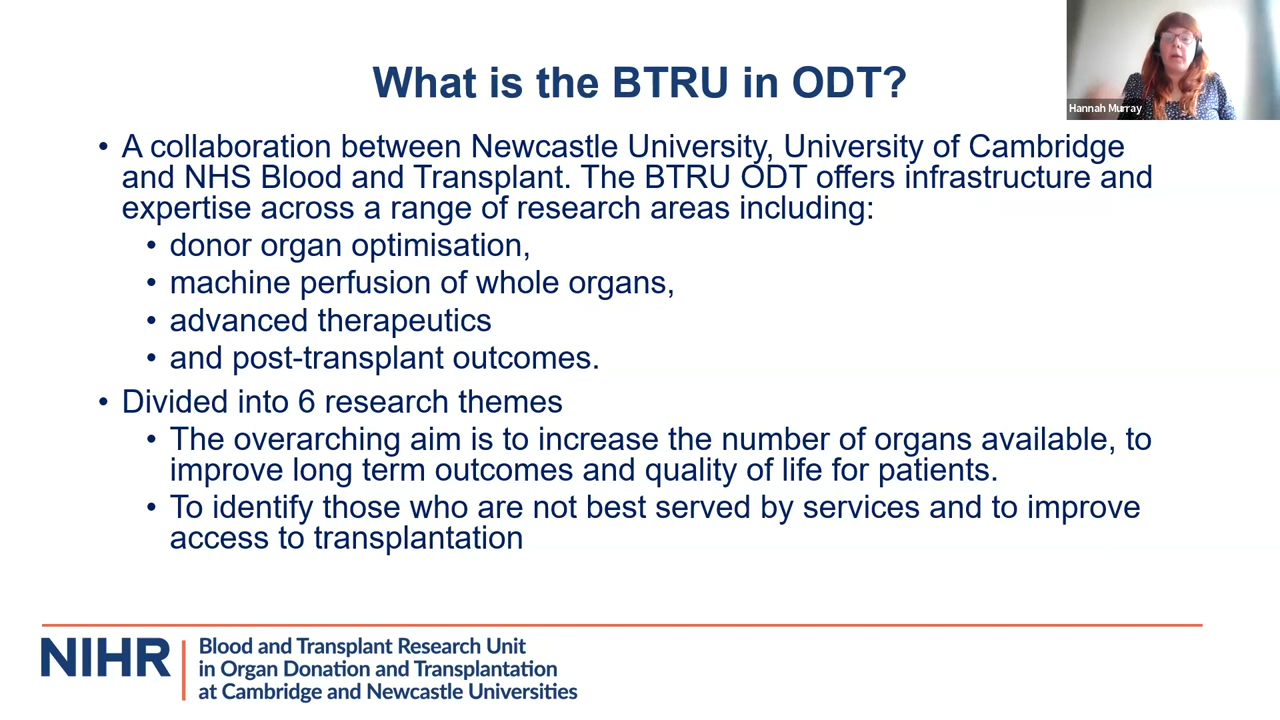 What is the BTRU in ODT?
Hannah Murray
• A collaboration between Newcastle University, University of Cambridge
and NHS Blood and Transplant. The BTRU ODT offers infrastructure and
expertise across a range of research areas including:
• donor organ optimisation,
• machine perfusion of whole organs,
• advanced therapeutics
• and post-transplant outcomes.
• Divided into 6 research themes
• The overarching aim is to increase the number of organs available, to
improve long term outcomes and quality of life for patients.
• To identify those who are not best served by services and to improve
access to transplantation
NIHR
Blood and Transplant Research Unit
in Organ Donation and Transplantation
at Cambridge and Newcastle Universities